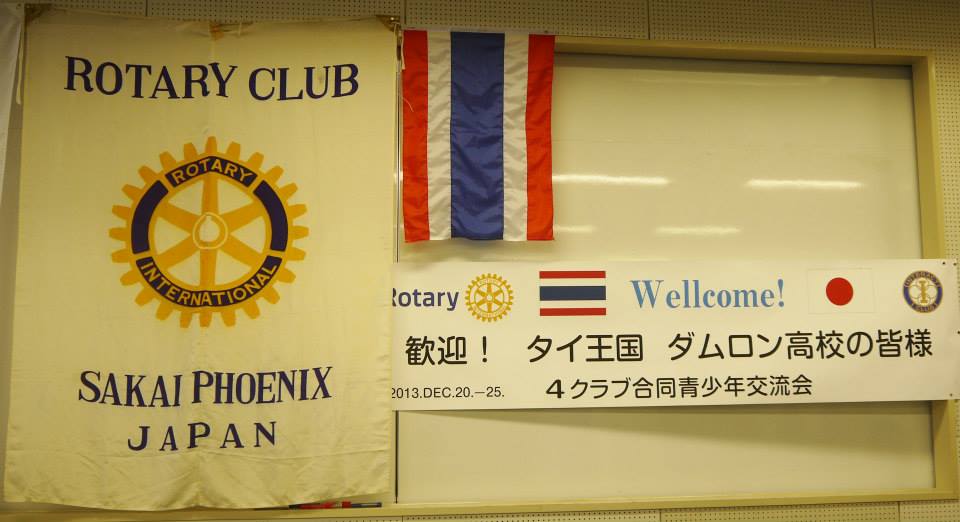 ROTARY CLUB
ROTARY
INTERNATIONAL
SAKAI PHOENIX
JAPAN
Rotary
Wellcome!
歓迎! タイ王国 ダムロン高校の皆様
2013.DEC.20.—25. 4クラブ合同青少年交流会